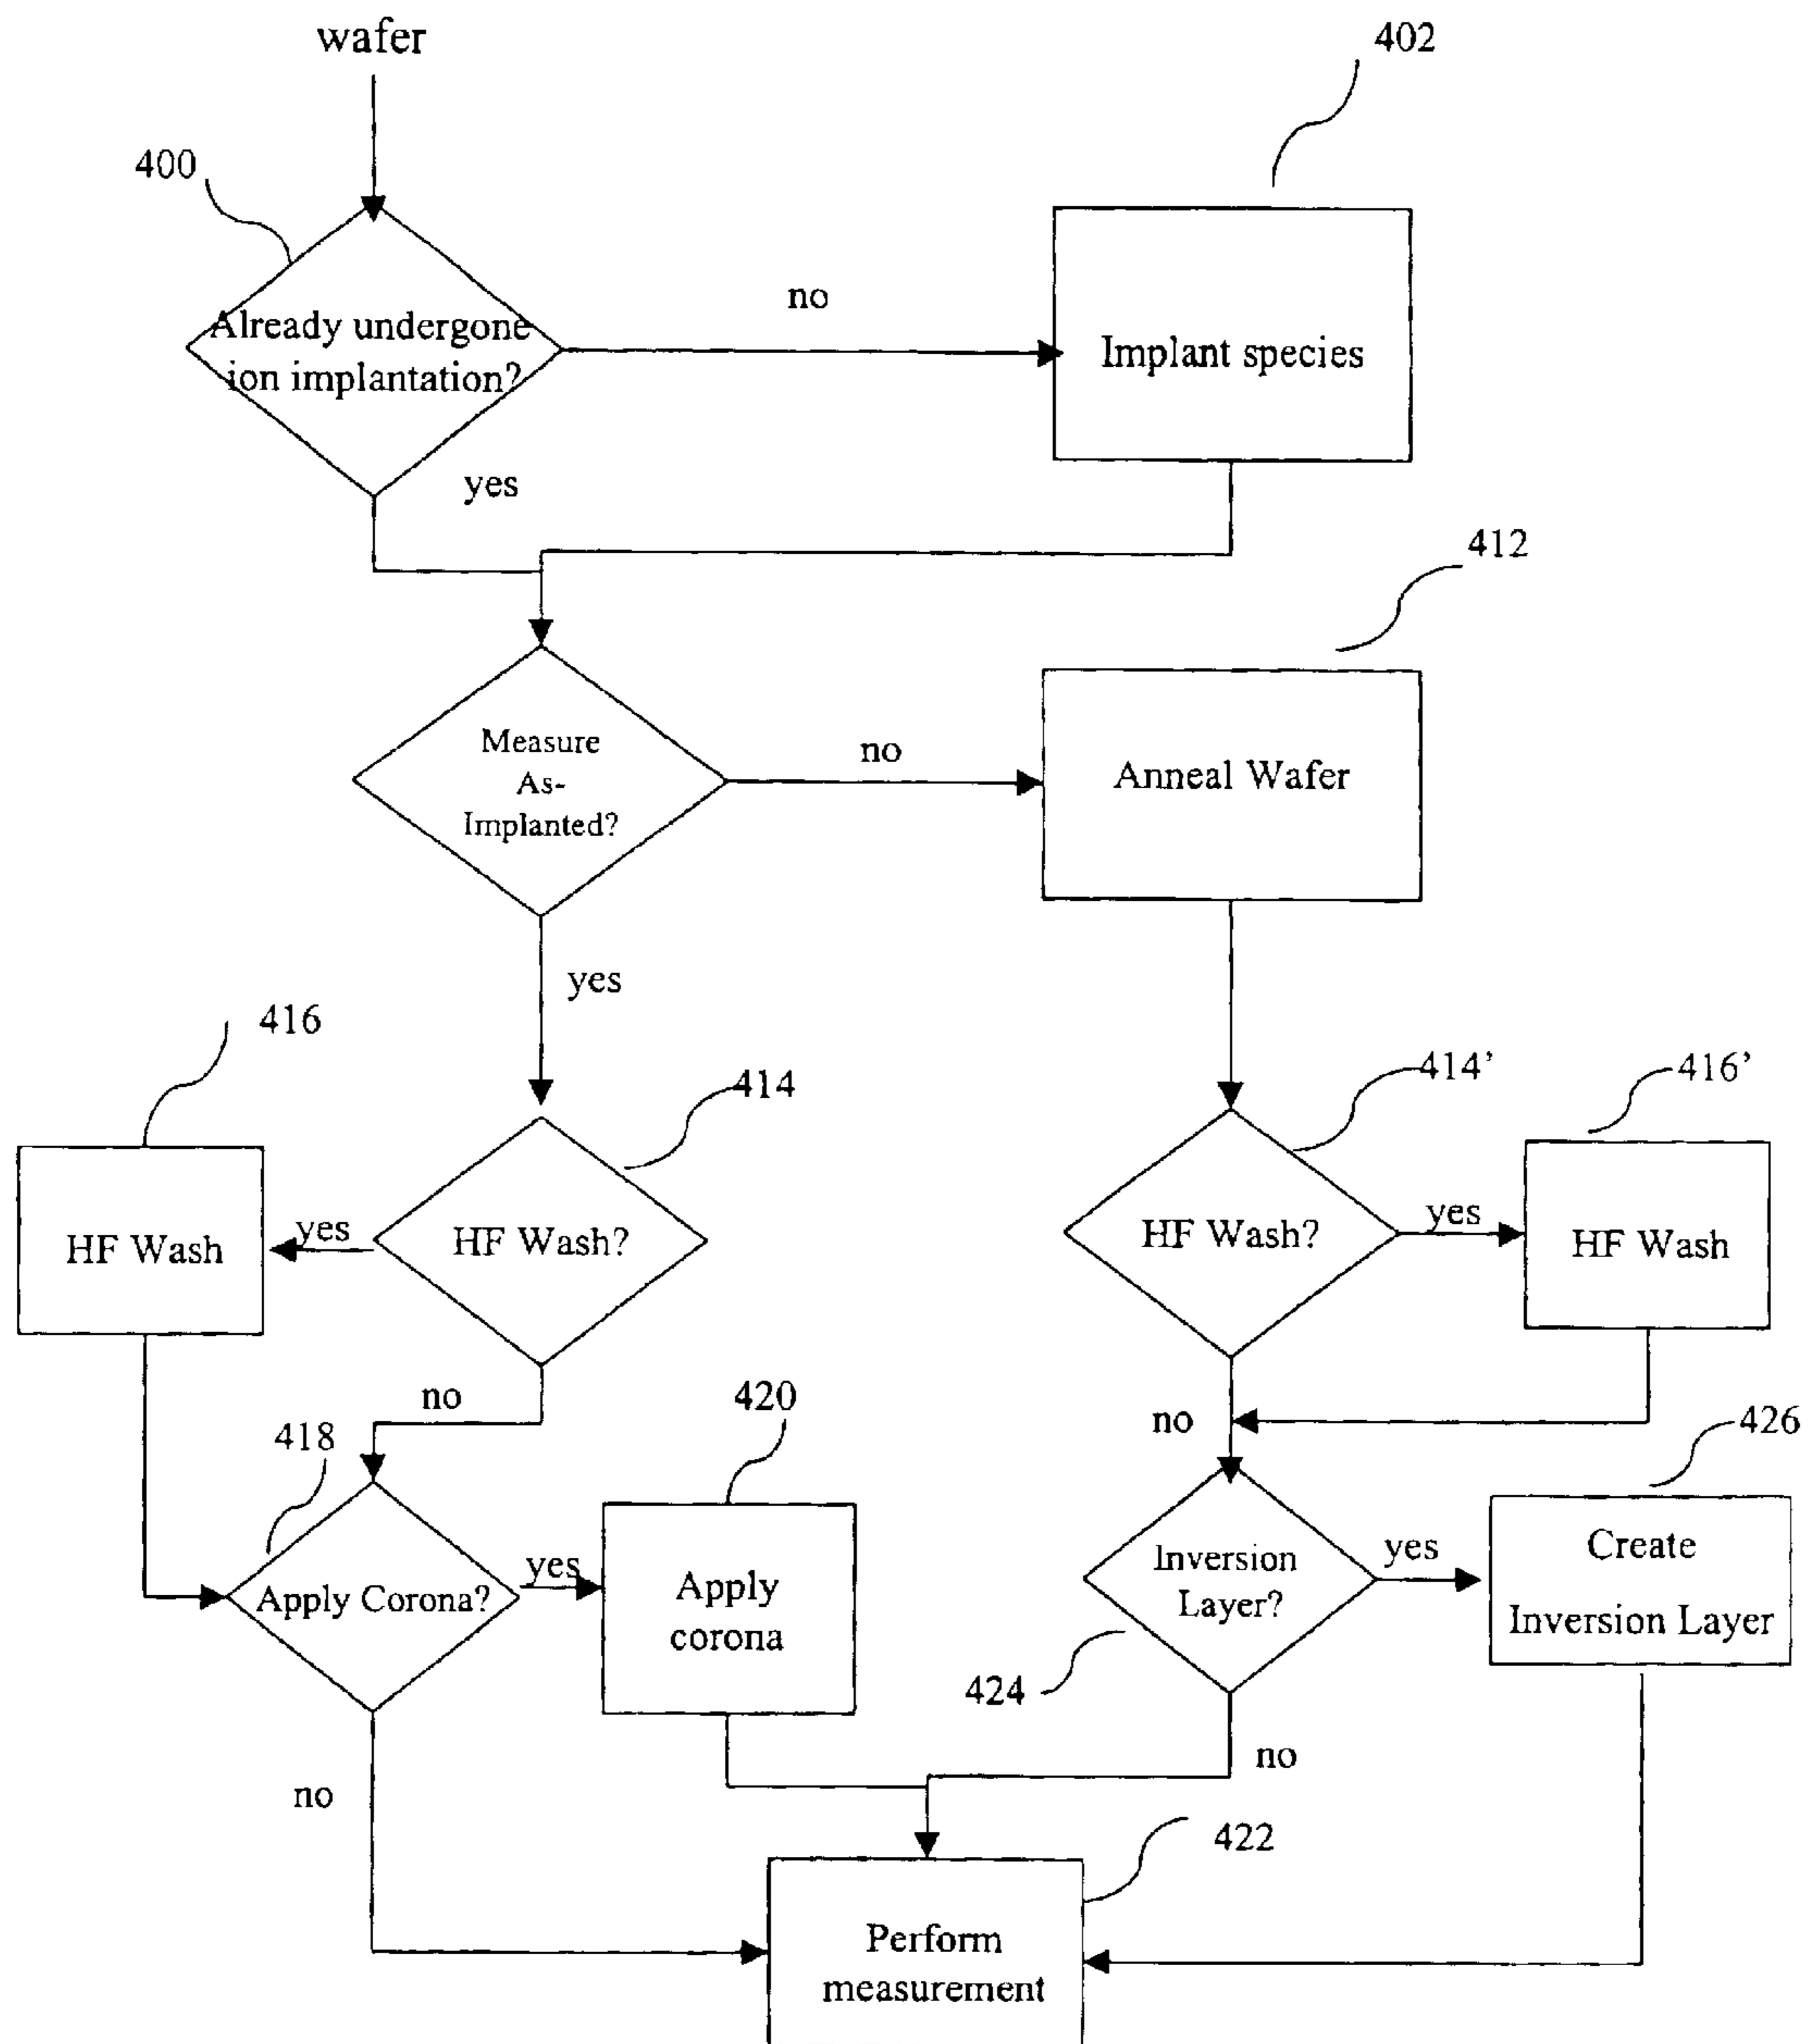 wafer
402
400
Already undergone
ion implantation?
no
Implant species
yes
412
Measure
As-
Implanted?
no
Anneal Wafer
yes
416
414
414’
416’
HF Wash
yes
HF Wash?
HF Wash?
yes
HF Wash
no
420
no
426
418
Apply Corona?
yes
Apply
corona
Inversion
Layer?
yes
Create
Inversion Layer
424
no
no
422
Perform
measurement